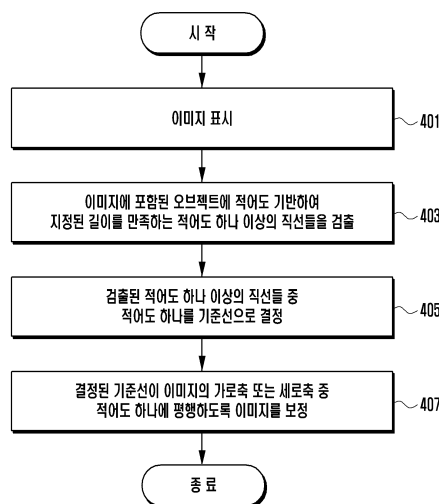 시 작
이미지 표시
401
이미지에 포함된 오브젝트에 적어도 기반하여
지정된 길이를 만족하는 적어도 하나 이상의 직선들을 검출
403
검출된 적어도 하나 이상의 직선들 중
적어도 하나를 기준선으로 결정
405
결정된 기준선이 이미지의 가로축 또는 세로축 중
적어도 하나에 평행하도록 이미지를 보정
407
종 료